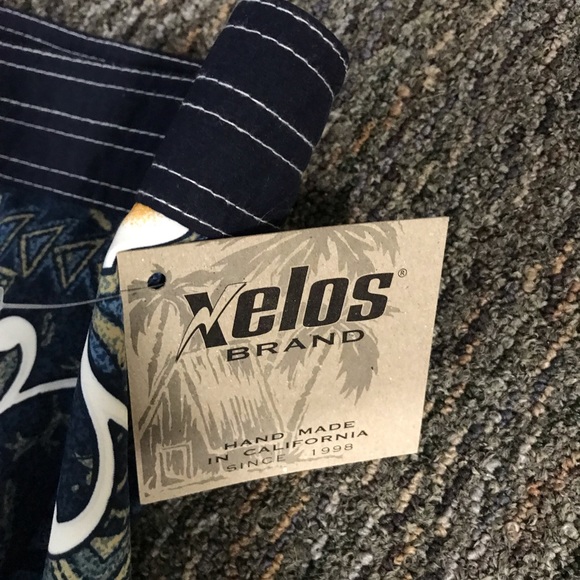 Xelos®
BRAND
HAND MADE
IN CALIFORNIA
SINCE 1998